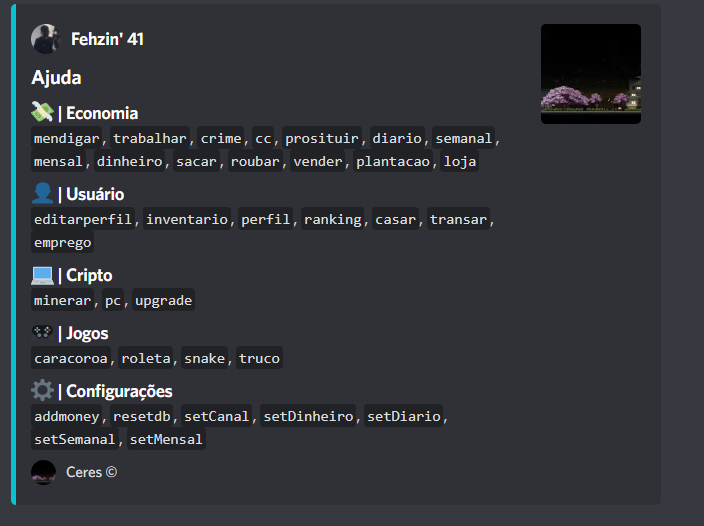 Fehzin' 41
Ajuda
| Economia
mendigar, trabalhar, crime, cc, prosituir, diario, semanal,
mensal, dinheiro, sacar, roubar, vender, plantacao, loja
| Usuário
editarperfil, inventario, perfil, ranking, casar, transar,
emprego
| Cripto
minerar, pc, upgrade
| Jogos
caracoroa, roleta, snake, truco
| Configurações
addmoney, resetdb, setCanal, setDinheiro, setDiario,
setSemanal, setMensal
Ceres ©